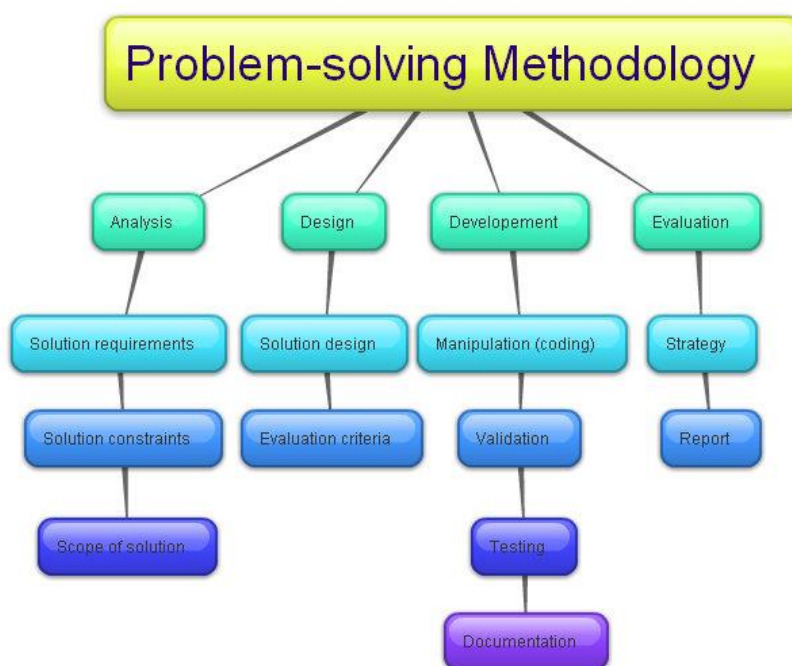 Problem-solving Methodology
Analysis
Design
Developement
Evaluation
Solution requirements
Solution design
Manipulation (coding)
Strategy
Solution constraints
Evaluation criteria
Validation
Report
Scope of solution
Testing
Documentation